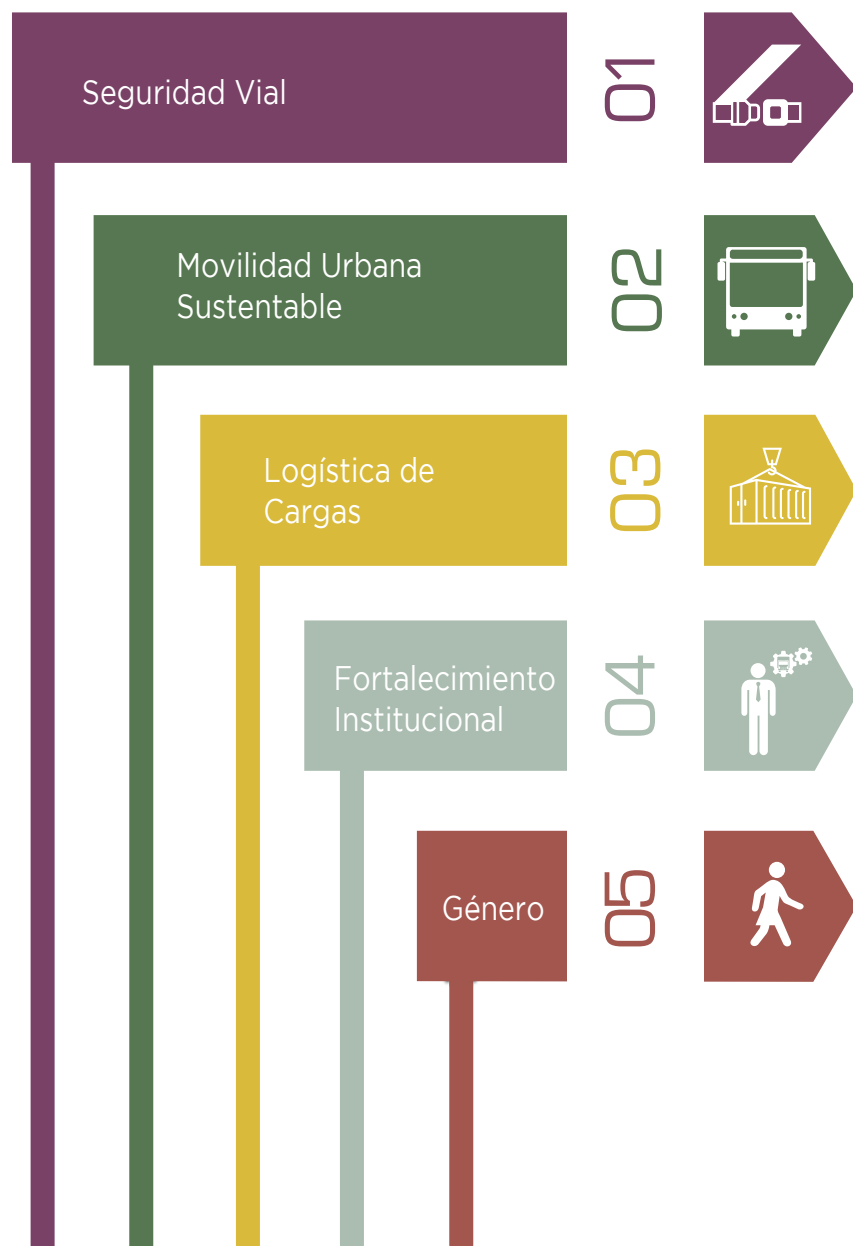 Seguridad Vial
01
Movilidad Urbana
Sustentable
02
Logística de
Cargas
03
Fortalecimiento
Institucional
04
Género
05